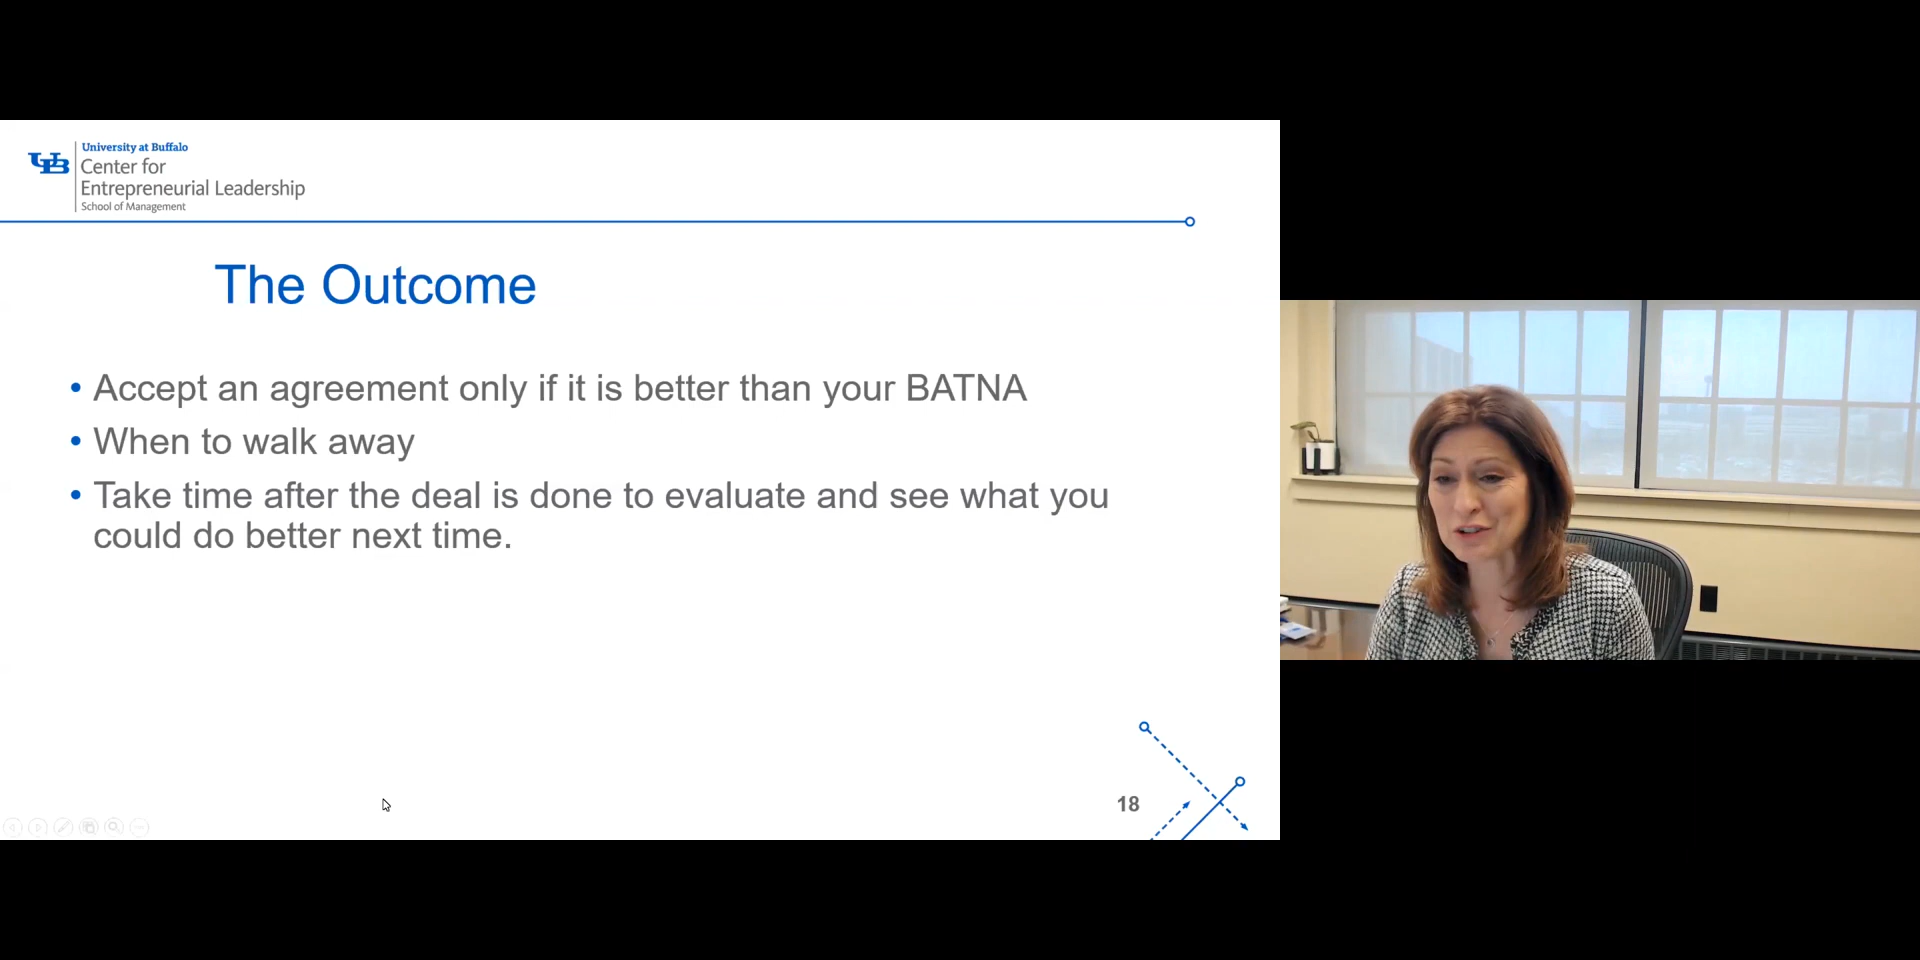 University at Buffalo
Center for
Entrepreneurial Leadership
School of Management
The Outcome
• Accept an agreement only if it is better than your BATNA
• When to walk away
• Take time after the deal is done to evaluate and see what you
could do better next time.
18